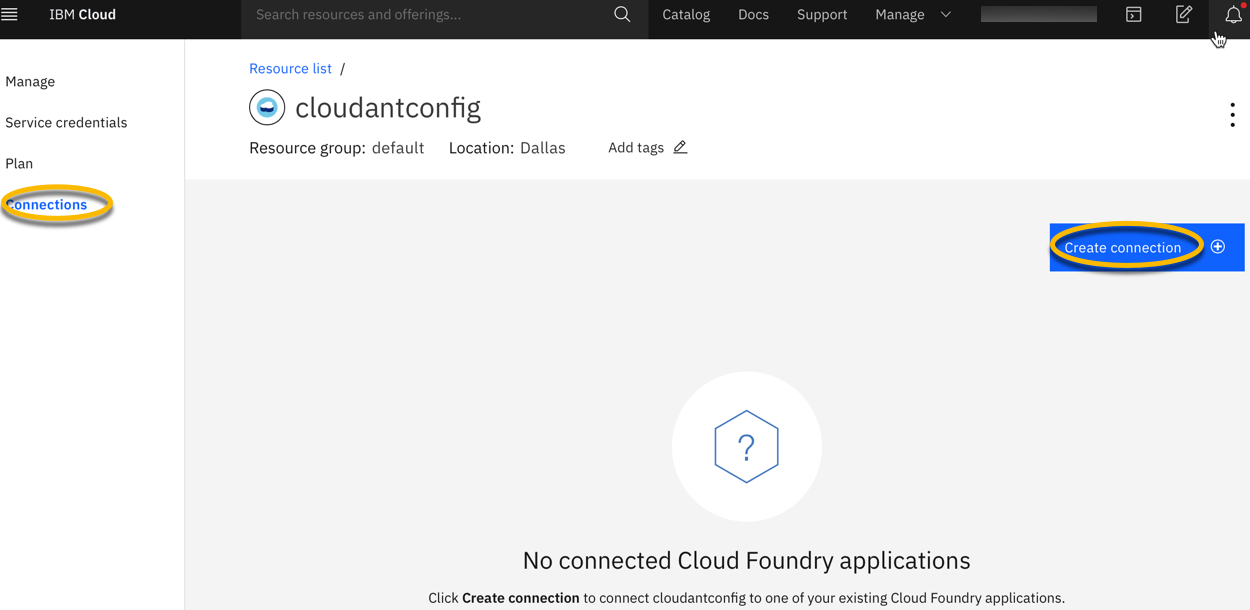 IBM Cloud Search resources and offerings... Catalog Docs Support Manage
Manage
Service credentials
Plan
Connections
Resource list /
cloudantconfig
Resource group: default Location: Dallas Add tags
Create connection
?
No connected Cloud Foundry applications
Click Create connection to connect cloudantconfig to one of your existing Cloud Foundry applications.